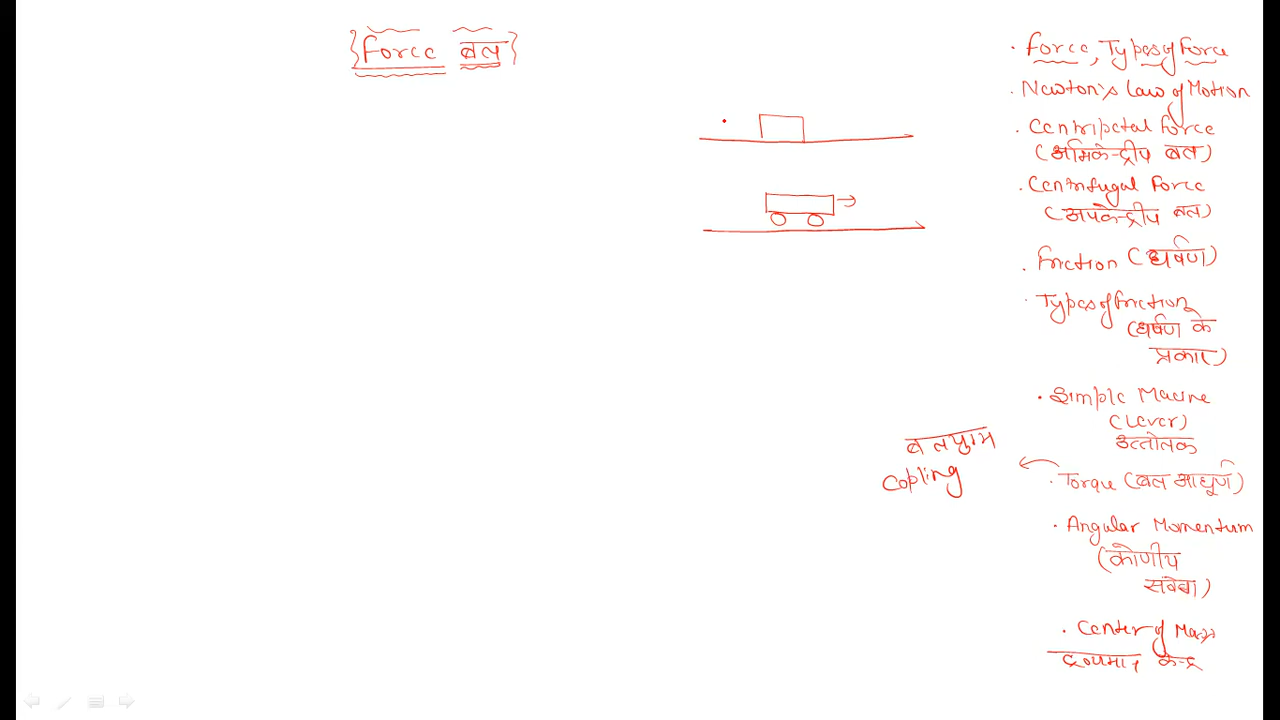 {Force बल}
. Force, Types of Force
. Newton's Law of Motion
. Centripetal Force
(अभिकेन्द्रीय बल)
. Centrifugal Force
(अपकेन्द्रीय बल)
. Friction (घर्षण)
. Types of Friction
(घर्षण के
प्रकार)
. Simple Macine
(Lever)
उत्तोलक
बलयुग्म
Copling
. Torque (बल आघूर्ण)
. Angular Momentum
(कोणीय
. Center of Mass
केन्द्र